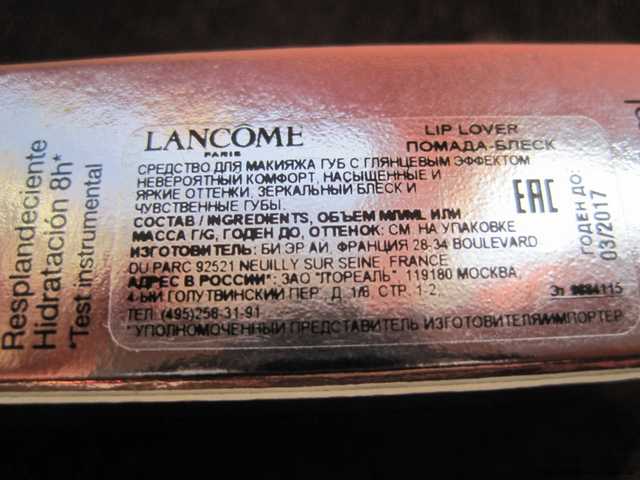 Resplandeciente
Hidratación 8h*
*Test instrumental
LANCÔME
PARIS
LIP LOVER
ПОМАДА-БЛЕСК
СРЕДСТВО ДЛЯ МАКИЯЖА ГУБ С ГЛЯНЦЕВЫМ ЭФФЕКТОМ
НЕВЕРОЯТНЫЙ КОМФОРТ, НАСЫЩЕННЫЕ И
ЯРКИЕ ОТТЕНКИ, ЗЕРКАЛЬНЫЙ БЛЕСК И
ЧУВСТВЕННЫЕ ГУБЫ.
СОСТАВ / INGREDIENTS, ОБЪЕМ МЛ/ML ИЛИ
МАССА Г/G, ГОДЕН ДО, ОТТЕНОК: СМ. НА УПАКОВКЕ
ИЗГОТОВИТЕЛЬ: БИ ЭР АИ, ФРАНЦИЯ 28-34 BOULEVARD
DU PARC 92521 NEUILLY SUR SEINE, FRANCE
АДРЕС В РОССИИ*: ЗАО "ЛОРЕАЛЬ" 119180 МОСКВА,
4-ЫЙ ГОЛУТВИНСКИЙ ПЕР. Д. 1/8, СТР. 1-2,
ТЕЛ. (495)258-31-91
*УПОЛНОМОЧЕННЫЙ ПРЕДСТАВИТЕЛЬ ИЗГОТОВИТЕЛЯ/ИМПОРТЕР
EAC
ГОДЕН ДО:
03/2017